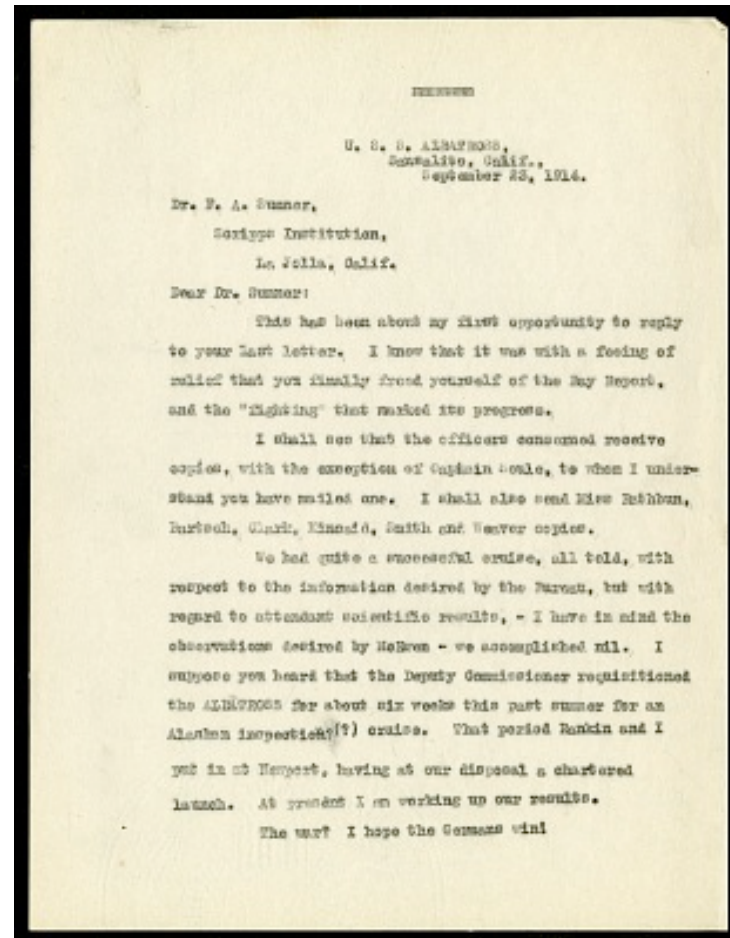 U. S. S. ALBATROSS,
Sausalito, Calif.,
September 23, 1914.
Dr. F. A. Sumner,
Scripps Institution,
La Jolla, Calif.
Dear Dr. Sumner:
This has been about my first opportunity to reply
to your last letter. I know that it was with a feeing of
relief that you finally freed yourself of the Bay Report,
and the "fighting" that marked its progress.
I shall see that the officers concerned receive
copies, with the exception of Captain to whom I under-
stand you have mailed one. I shall also send Miss Rathbun,
Bartsch, Clark, Kincaid, Smith and Weaver copies.
We had quite a successful cruise, all told, with
respect to the information desired by the Bureau, but with
regard to attendant scientific results, - I have in mind the
observations desired by McEwen - we accomplished nil. I
suppose you heard that the Deputy Commissioner requisitioned
the ALBATROSS for about six weeks this past summer for an
Alaskan inspection?(?) cruise. That period Rankin and I
put in at Newport, having at our disposal a chartered
launch. At present I am working up our results.
The war? I hope the Germans win!